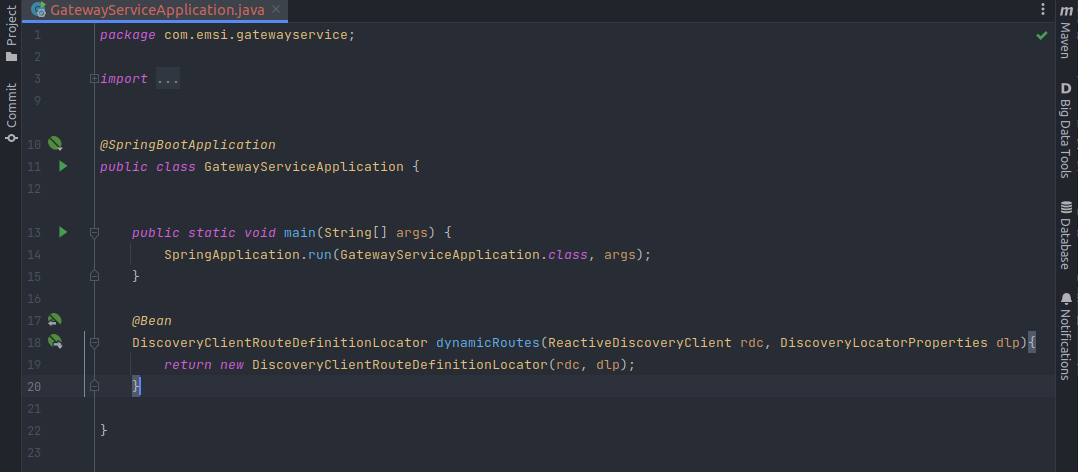 GatewayServiceApplication.java
Project
Commit
1 package com.emsi.gatewayservice;
2
3 import ...
9
10 @SpringBootApplication
11 public class GatewayServiceApplication {
12
13 public static void main(String[] args) {
14 SpringApplication.run(GatewayServiceApplication.class, args);
15 }
16
17 @Bean
18 DiscoveryClientRouteDefinitionLocator dynamicRoutes(ReactiveDiscoveryClient rdc, DiscoveryLocatorProperties dlp){
19 return new DiscoveryClientRouteDefinitionLocator(rdc, dlp);
20 }
21
22 }
23
m Maven
D Big Data Tools
Database
Notifications